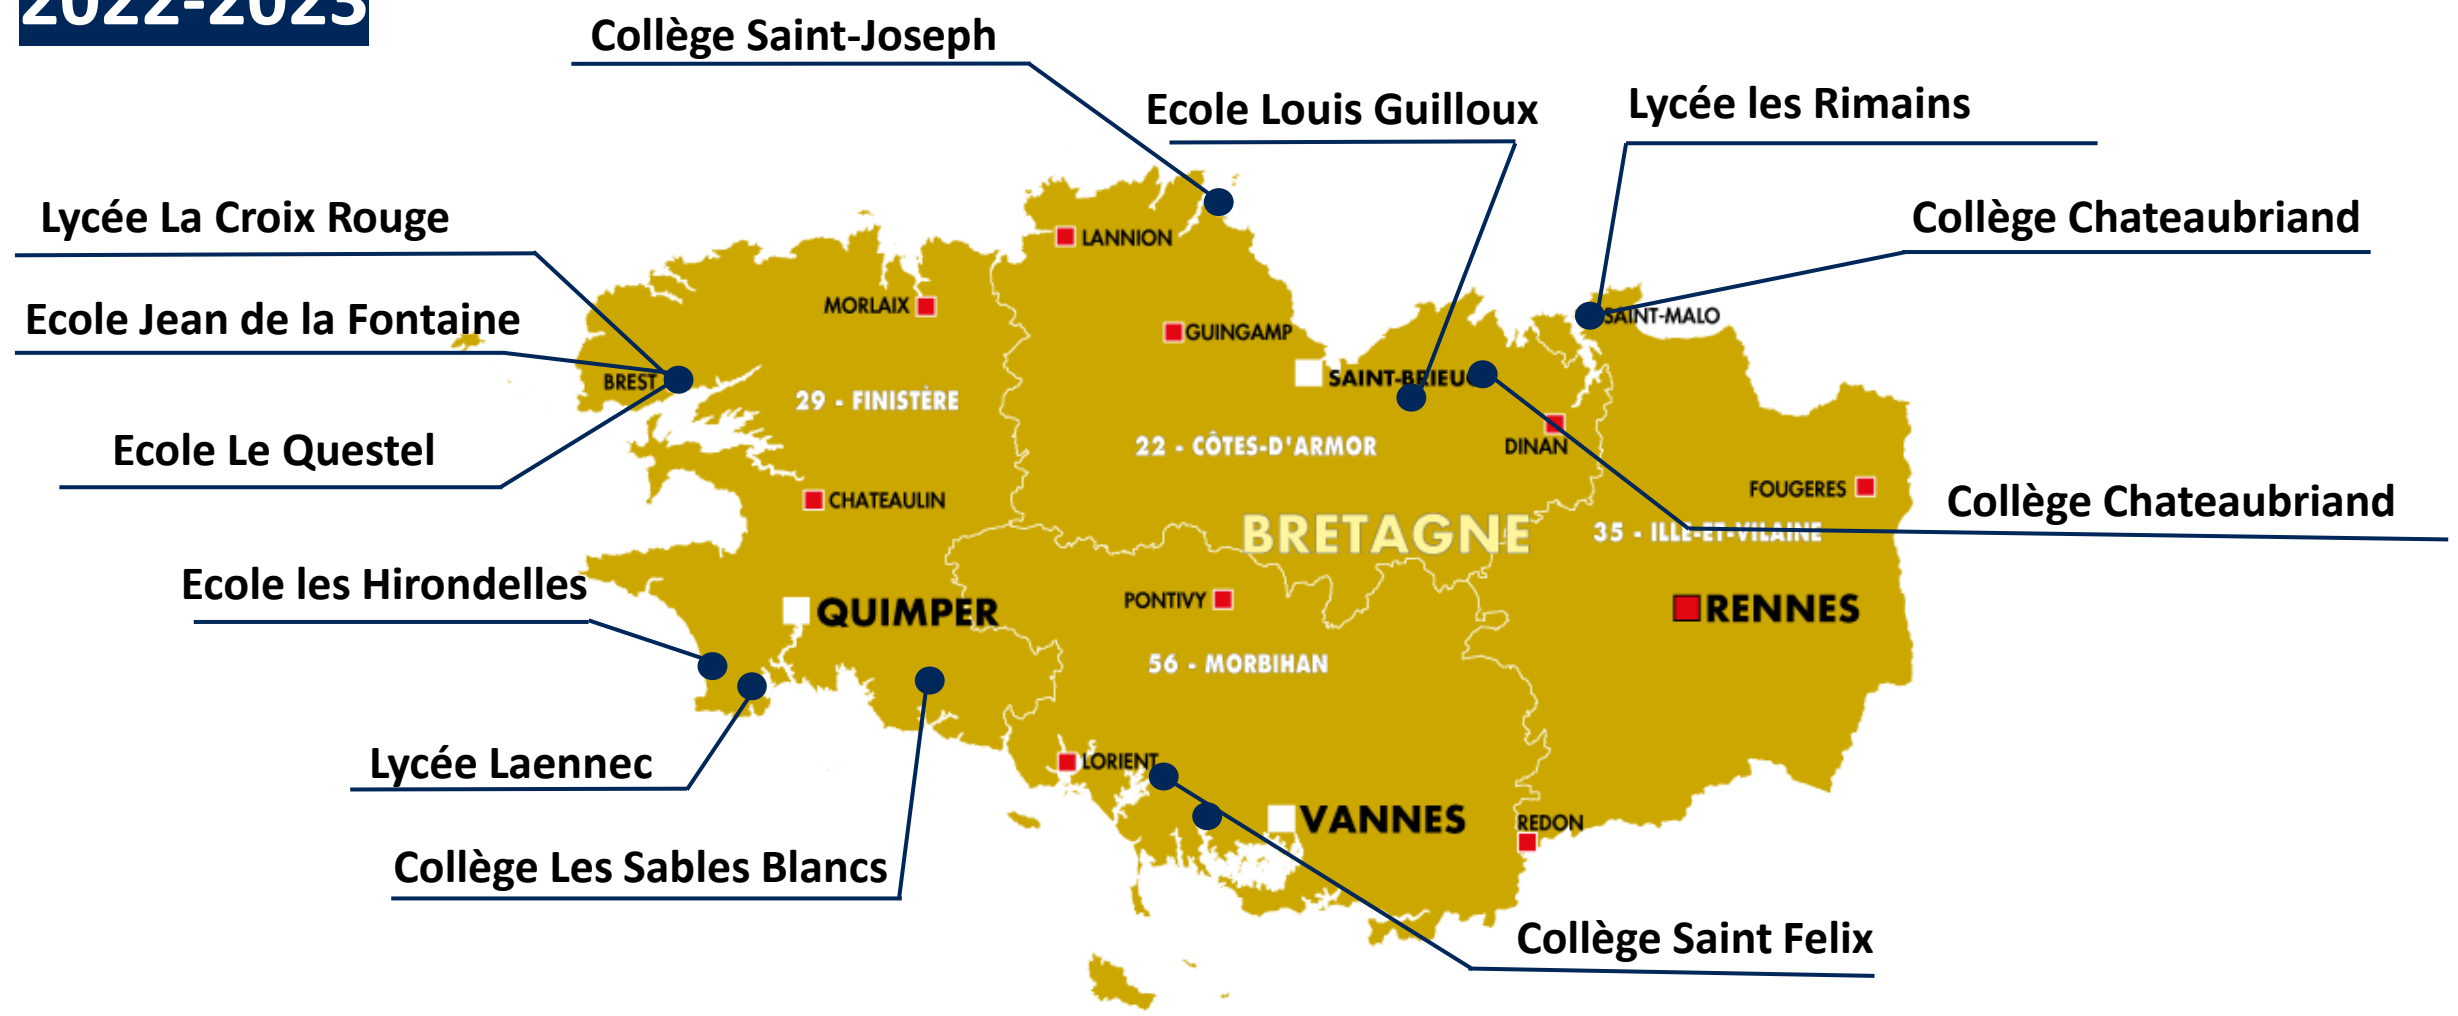 2022-2023
Collège Saint-Joseph
Ecole Louis Guilloux
Lycée les Rimains
Lycée La Croix Rouge
Collège Chateaubriand
LANNION
Ecole Jean de la Fontaine
MORLAIX
GUINGAMP
SAINT-MALO
BREST
29 - FINISTÈRE
SAINT-BRIEUC
Ecole Le Questel
22 - CÔTES-D'ARMOR
DINAN
CHATEAULIN
FOUGERES
Collège Chateaubriand
BRETAGNE
35 - ILLE-ET-VILAINE
Ecole les Hirondelles
QUIMPER
PONTIVY
RENNES
56 - MORBIHAN
Lycée Laennec
LORIENT
VANNES
REDON
Collège Les Sables Blancs
Collège Saint Felix